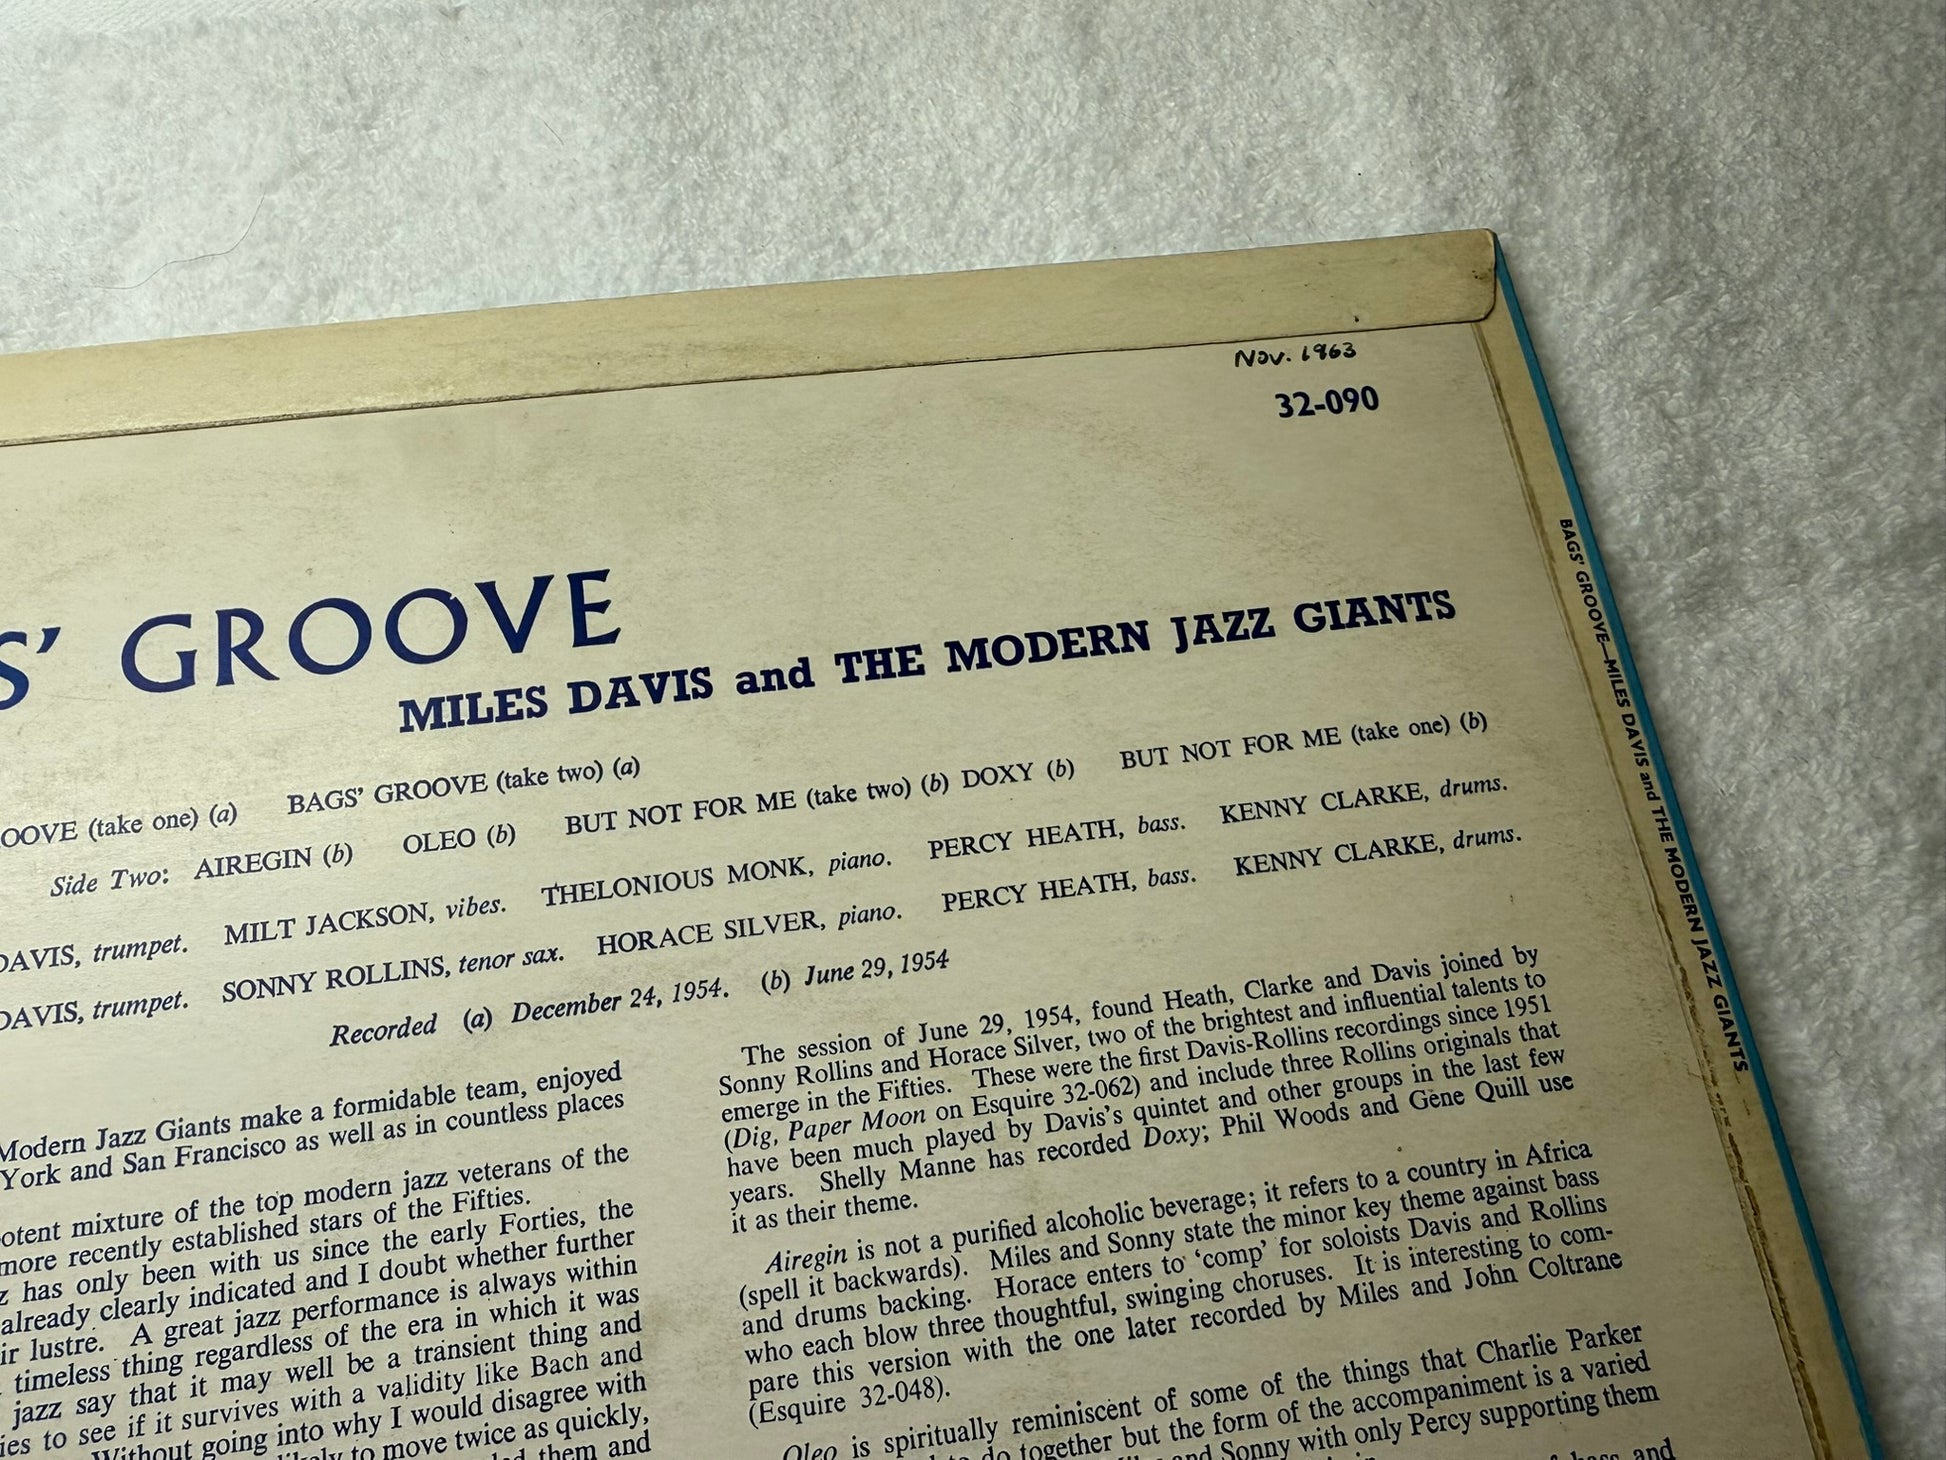 Nov. 1963
32-090
S' GROOVE
MILES DAVIS and THE MODERN JAZZ GIANTS
OOVE (take one) (a) BAGS' GROOVE (take two) (a)
Side Two: AIREGIN (b) OLEO (b) BUT NOT FOR ME (take two) (b) DOXY (b) BUT NOT FOR ME (take one) (b)
DAVIS, trumpet. MILT JACKSON, vibes. THELONIOUS MONK, piano. PERCY HEATH, bass. KENNY CLARKE, drums.
DAVIS, trumpet. SONNY ROLLINS, tenor sax. HORACE SILVER, piano. PERCY HEATH, bass. KENNY CLARKE, drums.
Recorded (a) December 24, 1954. (b) June 29, 1954
Modern Jazz Giants make a formidable team, enjoyed
York and San Francisco as well as in countless places
otent mixture of the top modern jazz veterans of the
more recently established stars of the Fifties.
z has only been with us since the early Forties, the
already clearly indicated and I doubt whether further
ir lustre. A great jazz performance is always within
timeless thing regardless of the era in which it was
jazz say that it may well be a transient thing and
ies to see if it survives with a validity like Bach and
Without going into why I would disagree with
to move twice as quickly,
them and
The session of June 29, 1954, found Heath, Clarke and Davis joined by
Sonny Rollins and Horace Silver, two of the brightest and influential talents to
emerge in the Fifties. These were the first Davis-Rollins recordings since 1951
(Dig, Paper Moon on Esquire 32-062) and include three Rollins originals that
have been much played by Davis's quintet and other groups in the last few
years. Shelly Manne has recorded Doxy; Phil Woods and Gene Quill use
it as their theme.
Airegin is not a purified alcoholic beverage; it refers to a country in Africa
(spell it backwards). Miles and Sonny state the minor key theme against bass
and drums backing. Horace enters to 'comp' for soloists Davis and Rollins
who each blow three thoughtful, swinging choruses. It is interesting to com-
pare this version with the one later recorded by Miles and John Coltrane
(Esquire 32-048).
Oleo is spiritually reminiscent of some of the things that Charlie Parker
to do together but the form of the accompaniment is a varied
and Sonny with only Percy supporting them
bass and
BAGS' GROOVE—MILES DAVIS and THE MODERN JAZZ GIANTS